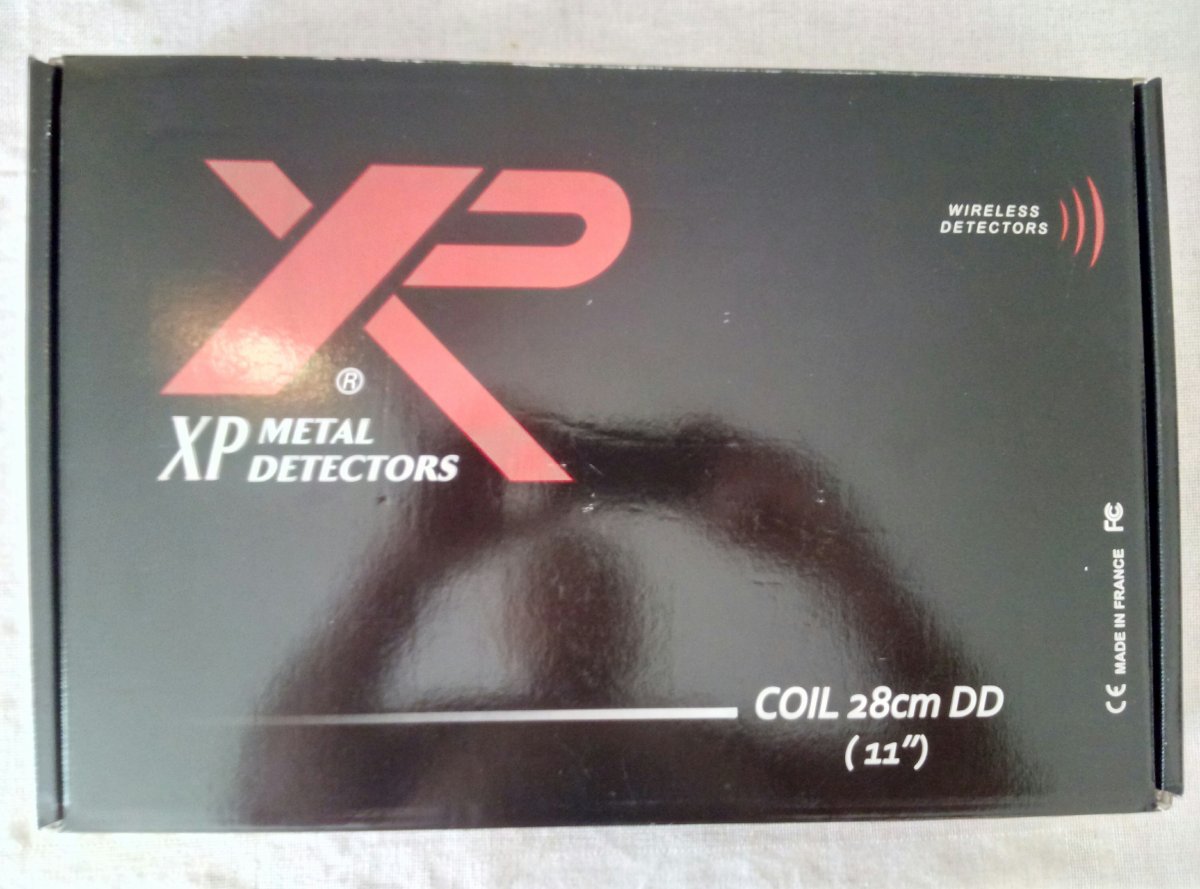 XP
®
WIRELESS
DETECTORS
XP METAL
DETECTORS
COIL 28cm DD
(11")
CE MADE IN FRANCE FC